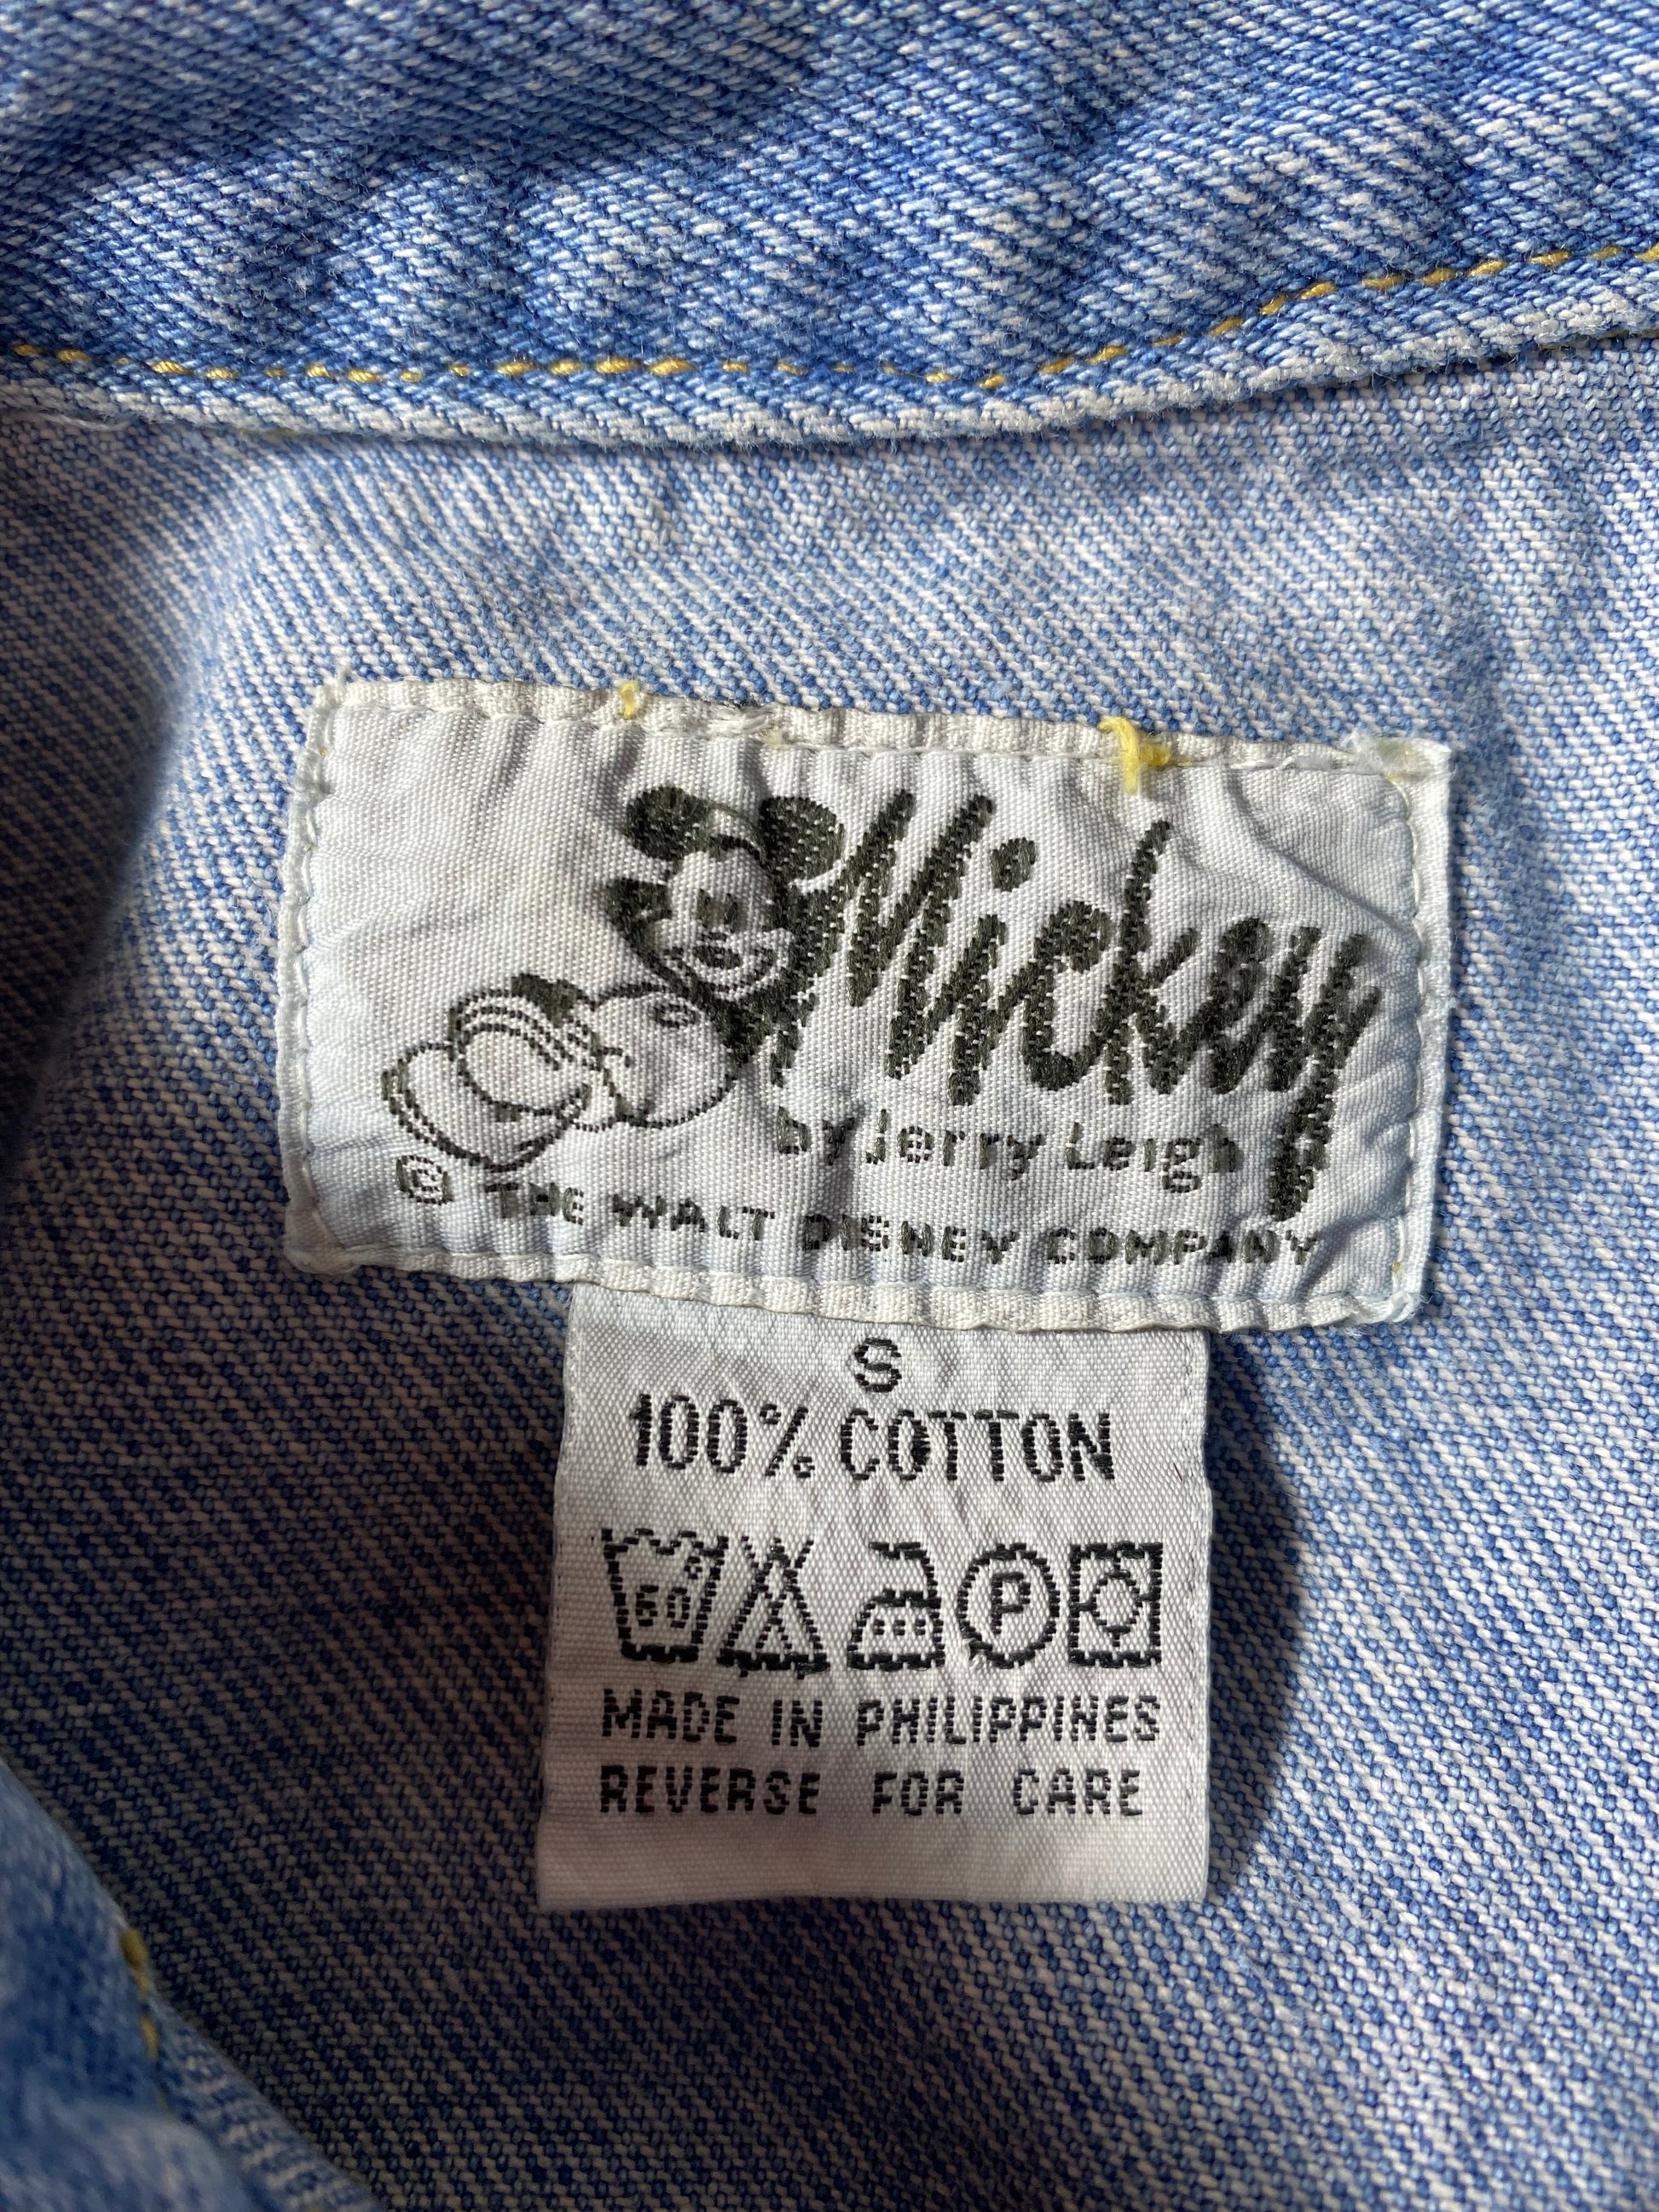 Mickey
by Jerry Leigh
© THE WALT DISNEY COMPANY
S
100% COTTON
60° P
MADE IN PHILIPPINES
REVERSE FOR CARE